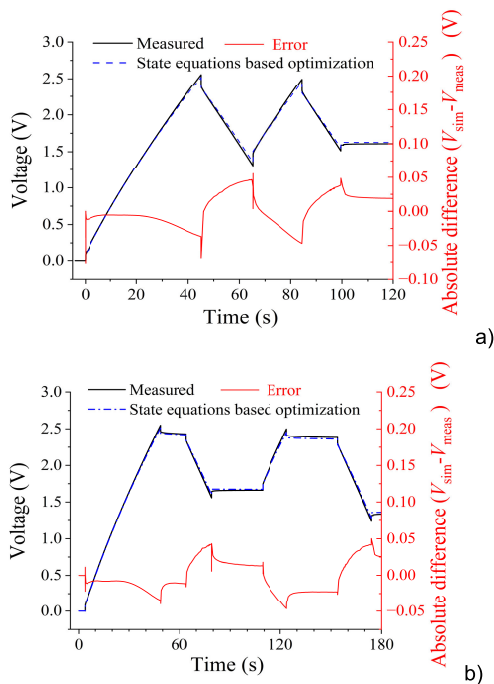 a)
Measured Error
State equations based optimization
Voltage (V)
3.0
2.5
2.0
1.5
1.0
0.5
0.0
0.25
0.20
0.15
0.10
0.05
0.00
−0.05
−0.10
Absolute difference (Vsim-Vmeas) (V)
0 20 40 60 80 100 120
Time (s)
a)
Measured Error
State equations based optimization
Voltage (V)
3.0
2.5
2.0
1.5
1.0
0.5
0.0
0.25
0.20
0.15
0.10
0.05
0.00
−0.05
Absolute difference (Vsim-Vmeas) (V)
0 60 120 180
Time (s)
b)